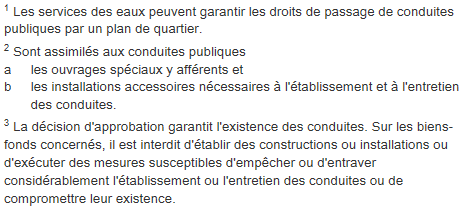 1 Les services des eaux peuvent garantir les droits de passage de conduites
publiques par un plan de quartier.
2 Sont assimilés aux conduites publiques
a les ouvrages spéciaux y afférents et
b les installations accessoires nécessaires à l'établissement et à l'entretien
des conduites.
3 La décision d'approbation garantit l'existence des conduites. Sur les biens-
fonds concernés, il est interdit d'établir des constructions ou installations ou
d'exécuter des mesures susceptibles d'empêcher ou d'entraver
considérablement l'établissement ou l'entretien des conduites ou de
compromettre leur existence.